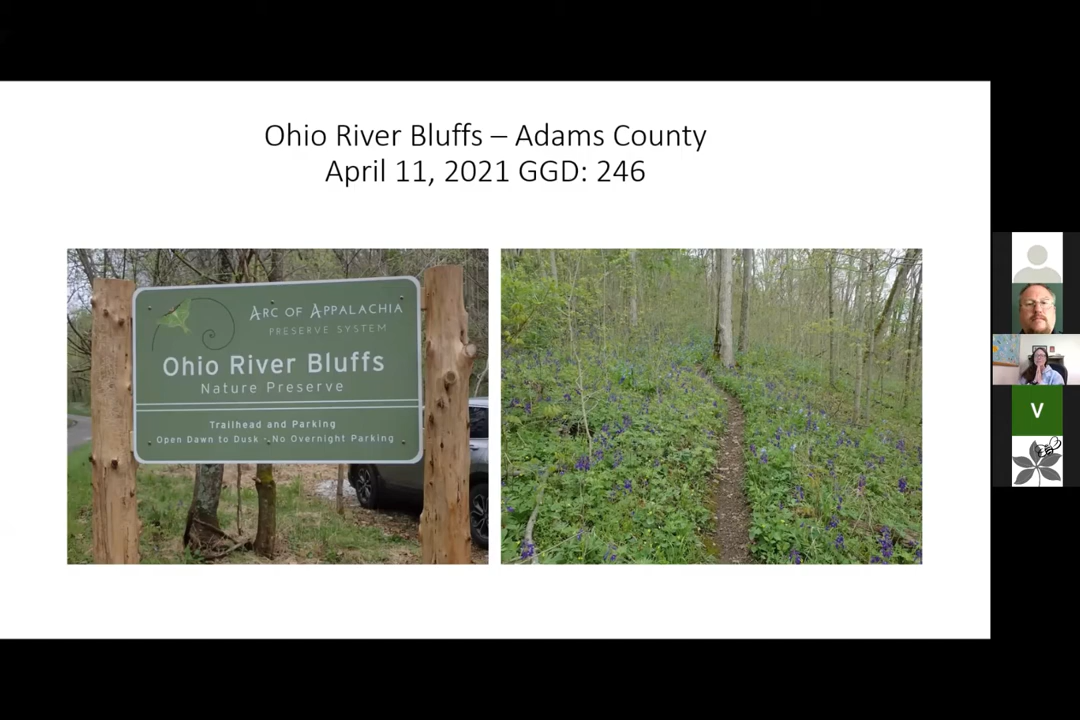 Ohio River Bluffs – Adams County
April 11, 2021 GGD: 246
ARC OF APPALACHIA
PRESERVE SYSTEM
Ohio River Bluffs
Nature Preserve
Trailhead and Parking
Open Dawn to Dusk - No Overnight Parking
V